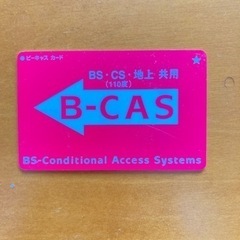 ビーキャス カード
BS・CS・地上 共用
(110度)
B-CAS
BS-Conditional Access Systems